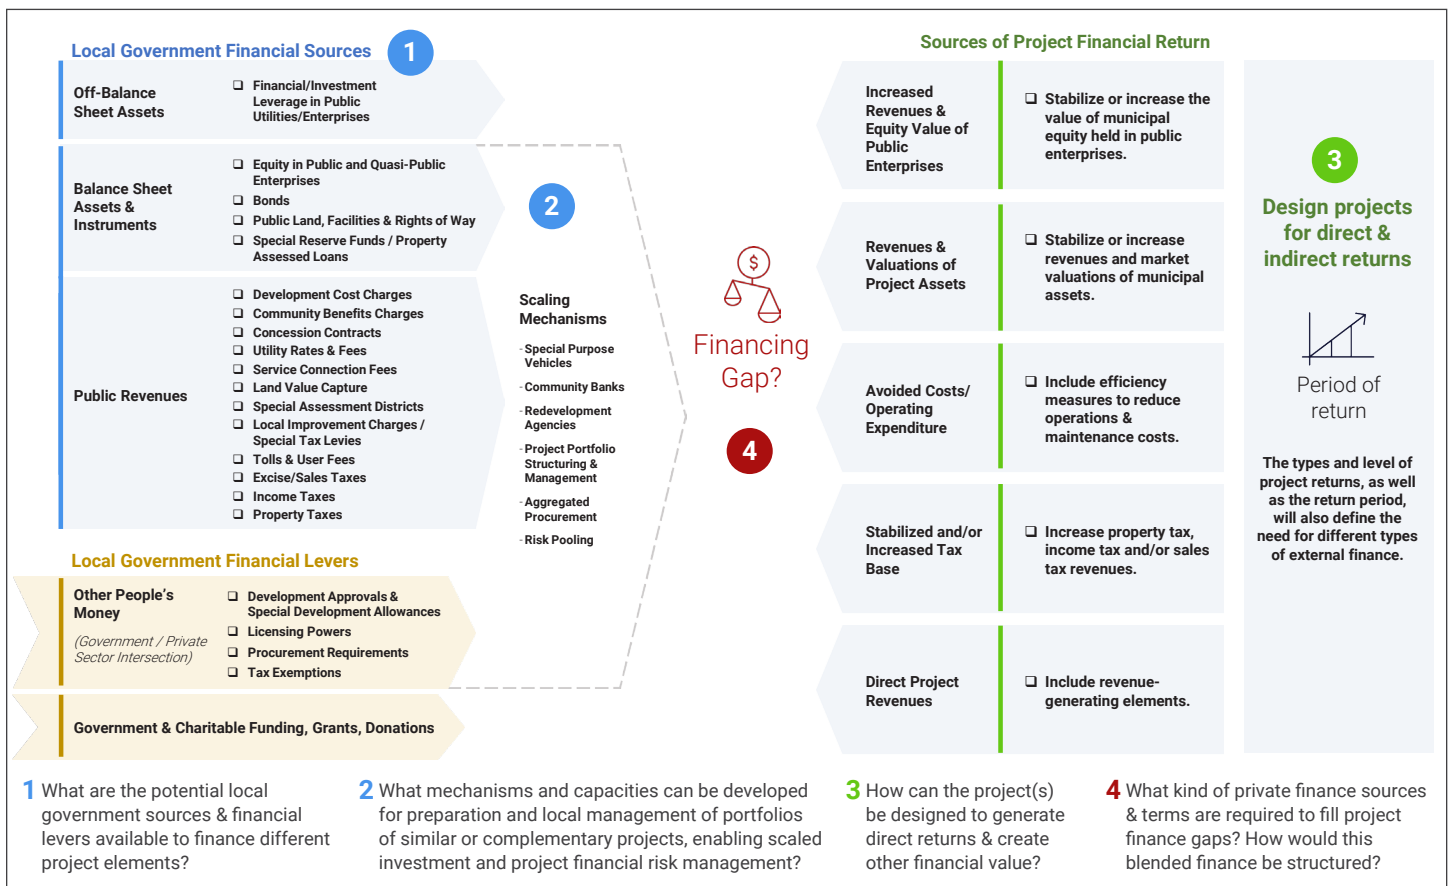 Local Government Financial Sources
1
Off-Balance
Sheet Assets
❑ Financial/Investment
Leverage in Public
Utilities/Enterprises
Balance Sheet
Assets &
Instruments
❑ Equity in Public and Quasi-Public
Enterprises
❑ Bonds
❑ Public Land, Facilities & Rights of Way
❑ Special Reserve Funds / Property
Assessed Loans
Public Revenues
❑ Development Cost Charges
❑ Community Benefits Charges
❑ Concession Contracts
❑ Utility Rates & Fees
❑ Service Connection Fees
❑ Land Value Capture
❑ Special Assessment Districts
❑ Local Improvement Charges /
Special Tax Levies
❑ Tolls & User Fees
❑ Excise/Sales Taxes
❑ Income Taxes
❑ Property Taxes
Local Government Financial Levers
Other People's
Money
(Government / Private
Sector Intersection)
❑ Development Approvals &
Special Development Allowances
❑ Licensing Powers
❑ Procurement Requirements
❑ Tax Exemptions
Government & Charitable Funding, Grants, Donations
2
Scaling
Mechanisms
- Special Purpose
Vehicles
- Community Banks
- Redevelopment
Agencies
- Project Portfolio
Structuring &
Management
- Aggregated
Procurement
- Risk Pooling
$
Financing
Gap?
4
Sources of Project Financial Return
Increased
Revenues &
Equity Value of
Public
Enterprises
❑ Stabilize or increase the
value of municipal
equity held in public
enterprises.
Revenues &
Valuations of
Project Assets
❑ Stabilize or increase
revenues and market
valuations of municipal
assets.
Avoided Costs/
Operating
Expenditure
❑ Include efficiency
measures to reduce
operations &
maintenance costs.
Stabilized and/or
Increased Tax
Base
❑ Increase property tax,
income tax and/or sales
tax revenues.
Direct Project
Revenues
❑ Include revenue-
generating elements.
3
Design projects
for direct &
indirect returns
Period of
return
The types and level of
project returns, as well
as the return period,
will also define the
need for different types
of external finance.
1 What are the potential local
government sources & financial
levers available to finance different
project elements?
2 What mechanisms and capacities can be developed
for preparation and local management of portfolios
of similar or complementary projects, enabling scaled
investment and project financial risk management?
3 How can the project(s)
be designed to generate
direct returns & create
other financial value?
4 What kind of private finance sources
& terms are required to fill project
finance gaps? How would this
blended finance be structured?